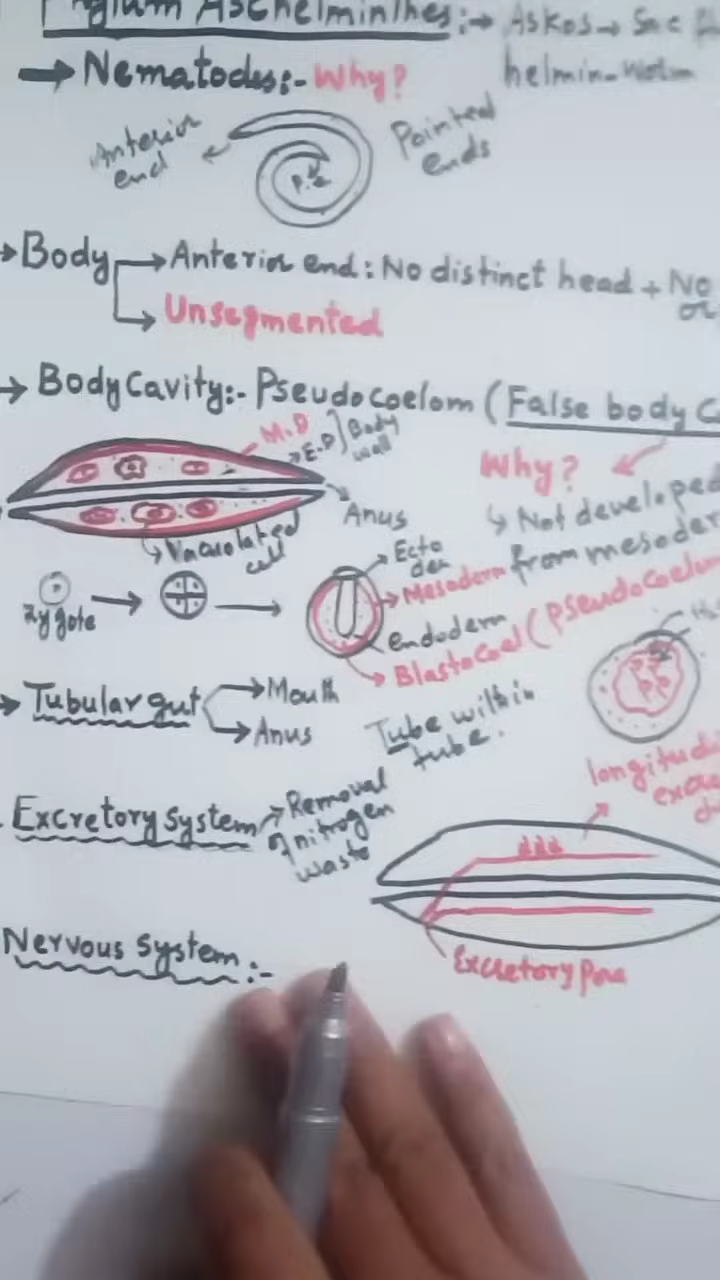 Phylum Aschelminthes:→ Askos→ Sac
→ Nematodes:- Why? helmin-Worm
Anterior end
Pointed ends
P.e
→Body →Anterior end: No distinct head + No
or
→ Unsegmented
→ Body Cavity:- Pseudocoelom (False body C
M.D
E.D } Body wall
Why?
Anus
↳ Not developed
from mesoder
Vacuolated cell
Zygote
Ecto der
Mesoderm
endoderm
Blastocoel (Pseudocoelom
→ Tubular gut →Mouth
→Anus
Tube within tube.
Excretory system → Removal of nitrogen waste
longitudi
excre
Excretory Pore
Nervous System:-